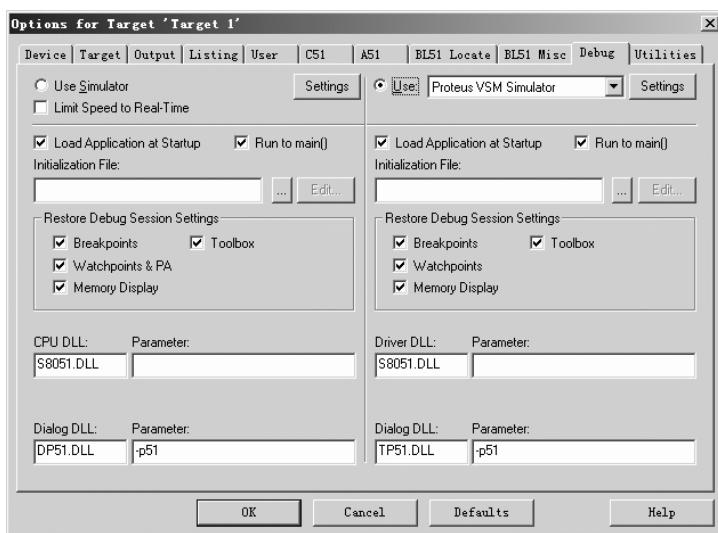 Options for Target 'Target 1'
Device Target Output Listing User C51 A51 BL51 Locate BL51 Misc Debug Utilities
Use Simulator Settings Use: Proteus VSM Simulator Settings
Limit Speed to Real-Time
Load Application at Startup Run to main() Load Application at Startup Run to main()
Initialization File: Initialization File:
... Edit... ... Edit...
Restore Debug Session Settings Restore Debug Session Settings
Breakpoints Toolbox Breakpoints Toolbox
Watchpoints & PA Watchpoints
Memory Display Memory Display
CPU DLL: Parameter: Driver DLL: Parameter:
S8051.DLL S8051.DLL
Dialog DLL: Parameter: Dialog DLL: Parameter:
DP51.DLL -p51 TP51.DLL -p51
OK Cancel Defaults Help